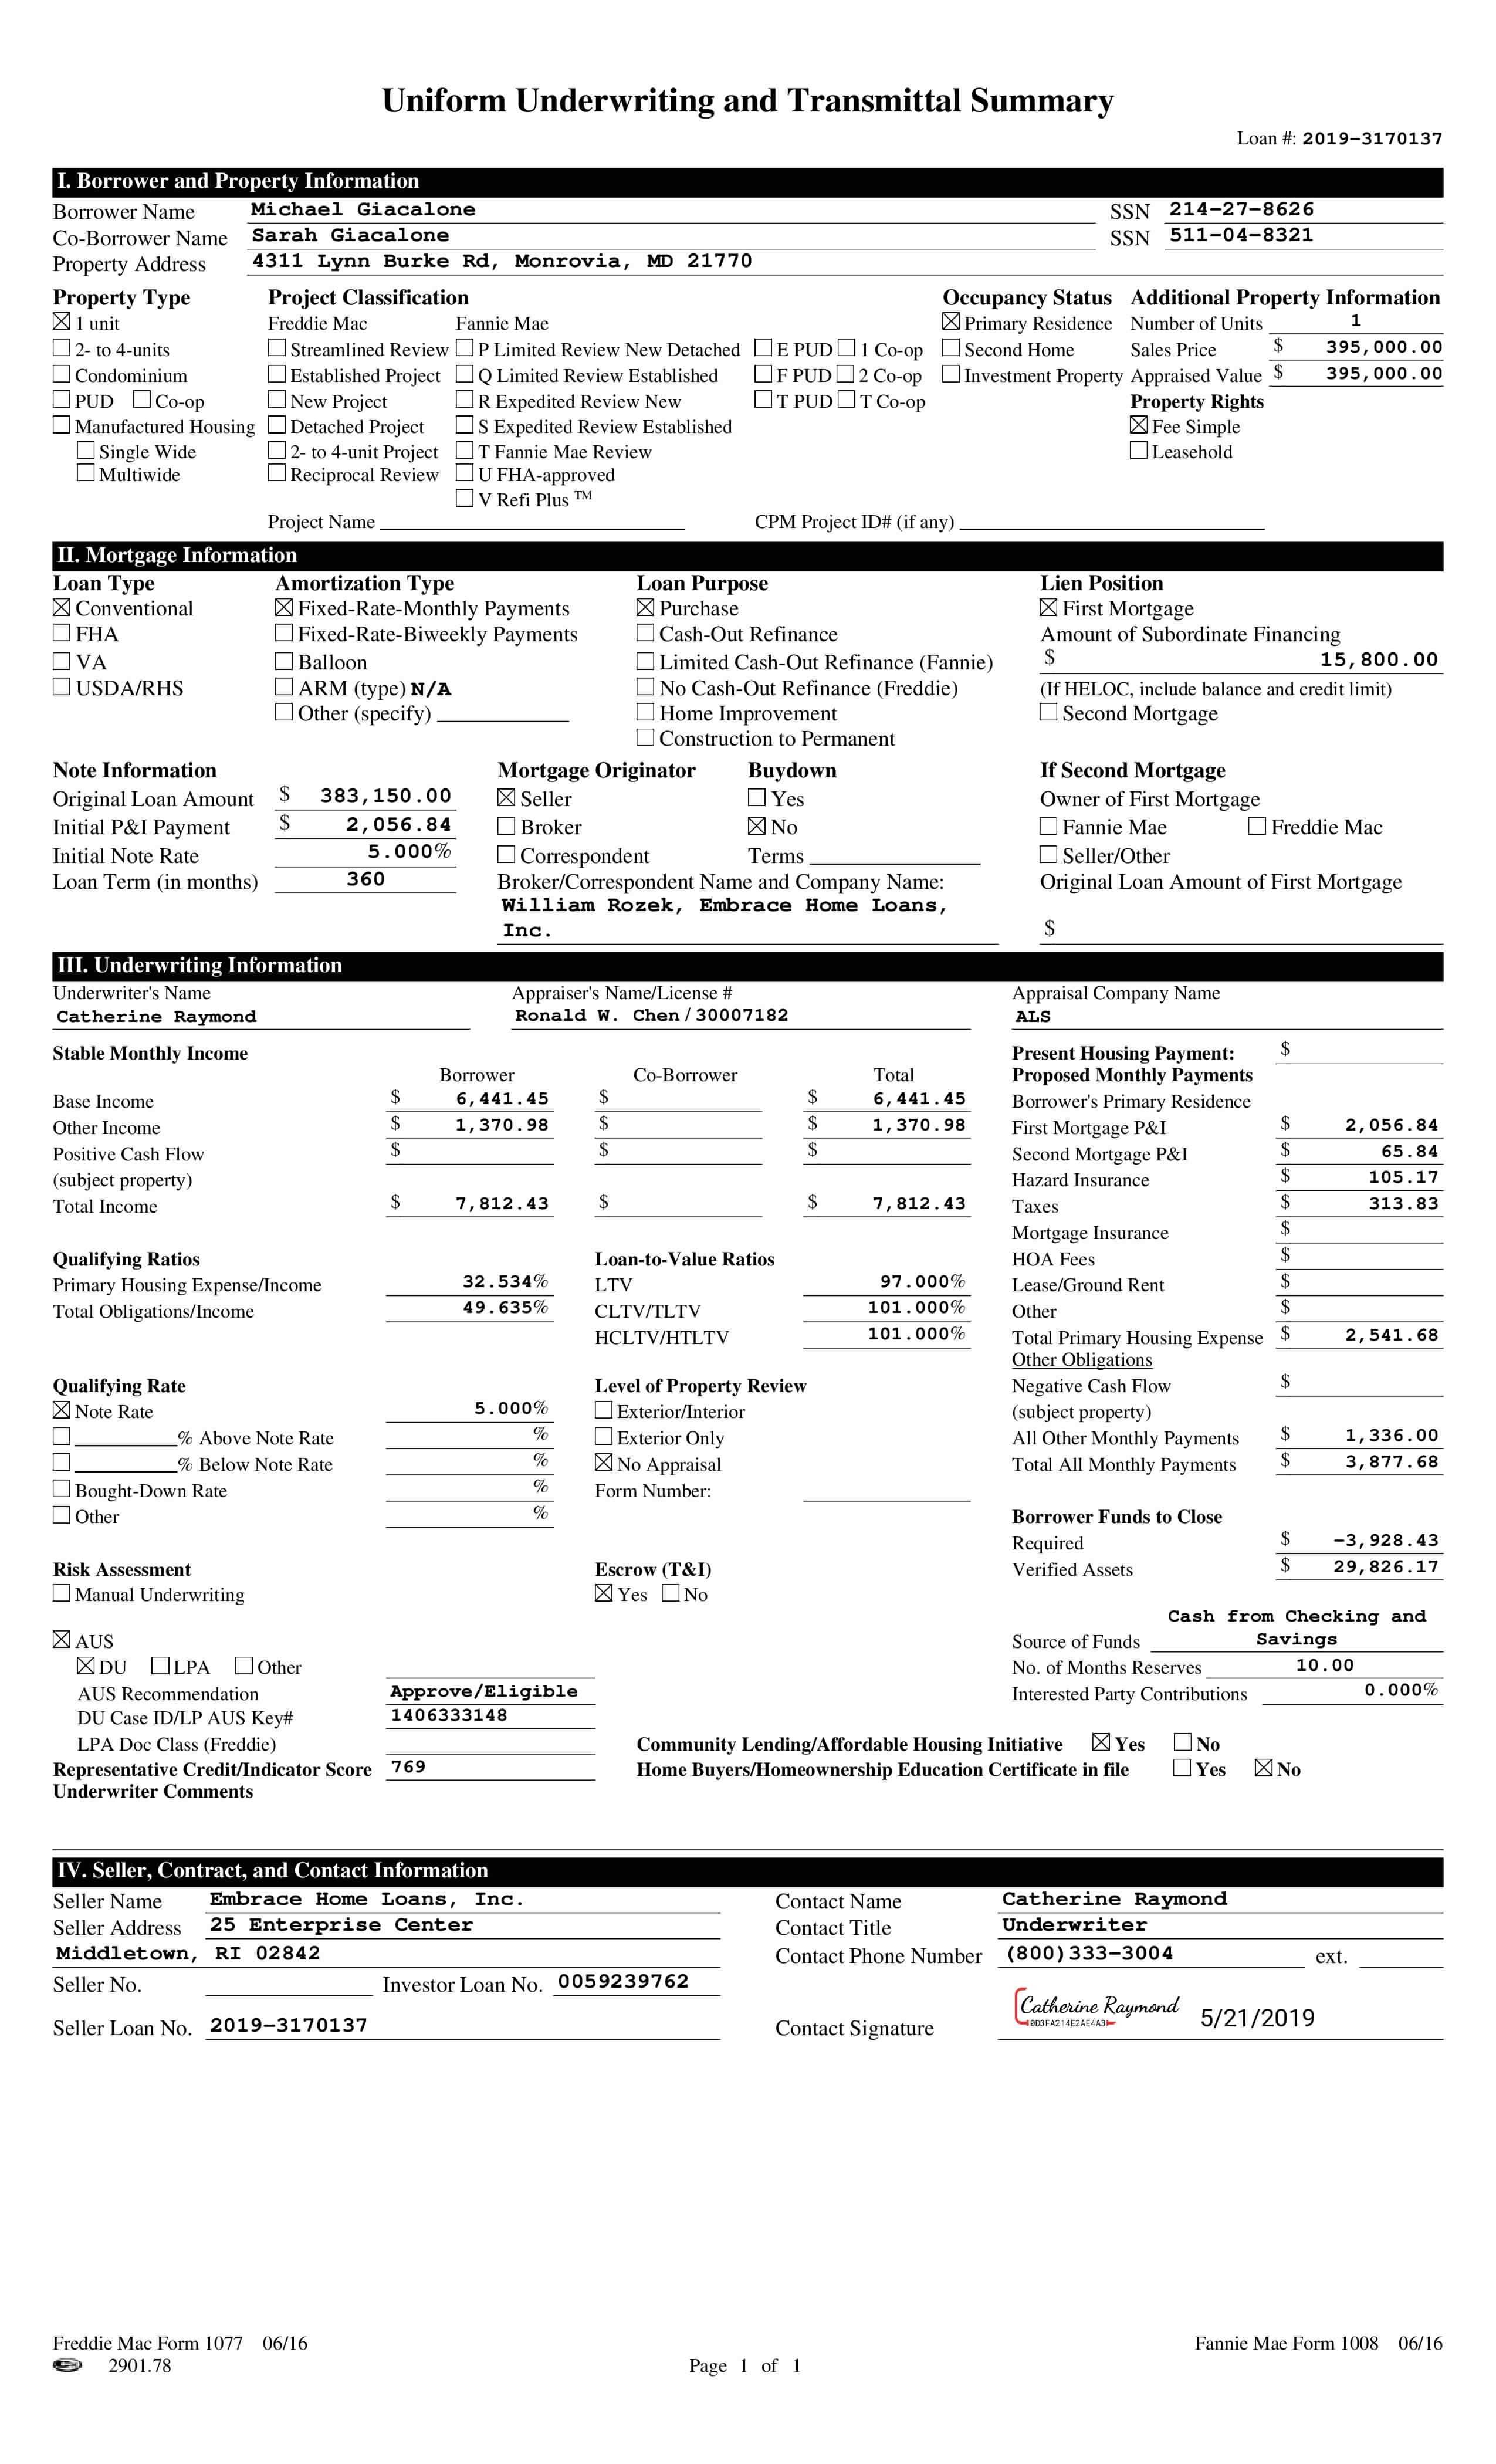 Uniform Underwriting and Transmittal Summary
Loan #: 2019-3170137
I. Borrower and Property Information
Borrower Name Michael Giacalone SSN 214-27-8626
Co-Borrower Name Sarah Giacalone SSN 511-04-8321
Property Address 4311 Lynn Burke Rd, Monrovia, MD 21770
Property Type Project Classification Occupancy Status Additional Property Information
1 unit Freddie Mac Fannie Mae Primary Residence Number of Units 1
2- to 4-units Streamlined Review P Limited Review New Detached E PUD 1 Co-op Second Home Sales Price $ 395,000.00
Condominium Established Project Q Limited Review Established F PUD 2 Co-op Investment Property Appraised Value $ 395,000.00
PUD Co-op New Project R Expedited Review New T PUD T Co-op Property Rights
Manufactured Housing Detached Project S Expedited Review Established Fee Simple
Single Wide 2- to 4-unit Project T Fannie Mae Review Leasehold
Multiwide Reciprocal Review U FHA-approved
V Refi Plus TM
Project Name CPM Project ID# (if any)
II. Mortgage Information
Loan Type Amortization Type Loan Purpose Lien Position
Conventional Fixed-Rate-Monthly Payments Purchase First Mortgage
FHA Fixed-Rate-Biweekly Payments Cash-Out Refinance Amount of Subordinate Financing
VA Balloon Limited Cash-Out Refinance (Fannie) $ 15,800.00
USDA/RHS ARM (type) N/A No Cash-Out Refinance (Freddie) (If HELOC, include balance and credit limit)
Other (specify) Home Improvement Second Mortgage
Construction to Permanent
Note Information Mortgage Originator Buydown If Second Mortgage
Original Loan Amount $ 383,150.00 Seller Yes Owner of First Mortgage
Initial P&I Payment $ 2,056.84 Broker No Fannie Mae Freddie Mac
Initial Note Rate 5.000% Correspondent Terms Seller/Other
Loan Term (in months) 360 Broker/Correspondent Name and Company Name: Original Loan Amount of First Mortgage
William Rozek, Embrace Home Loans,
Inc. $
III. Underwriting Information
Underwriter's Name Appraiser's Name/License # Appraisal Company Name
Catherine Raymond Ronald W. Chen / 30007182 ALS
Stable Monthly Income Present Housing Payment: $
Borrower Co-Borrower Total Proposed Monthly Payments
Base Income $ 6,441.45 $ $ 6,441.45 Borrower's Primary Residence
Other Income $ 1,370.98 $ $ 1,370.98 First Mortgage P&I $ 2,056.84
Positive Cash Flow $ $ $ Second Mortgage P&I $ 65.84
(subject property) Hazard Insurance $ 105.17
Total Income $ 7,812.43 $ $ 7,812.43 Taxes $ 313.83
Mortgage Insurance $
Qualifying Ratios Loan-to-Value Ratios HOA Fees $
Primary Housing Expense/Income 32.534% LTV 97.000% Lease/Ground Rent $
Total Obligations/Income 49.635% CLTV/TLTV 101.000% Other $
HCLTV/HTLTV 101.000% Total Primary Housing Expense $ 2,541.68
Other Obligations
Qualifying Rate Level of Property Review Negative Cash Flow $
Note Rate 5.000% Exterior/Interior (subject property)
% Above Note Rate % Exterior Only All Other Monthly Payments $ 1,336.00
% Below Note Rate % No Appraisal Total All Monthly Payments $ 3,877.68
Bought-Down Rate % Form Number:
Other % Borrower Funds to Close
Required $ -3,928.43
Risk Assessment Escrow (T&I) Verified Assets $ 29,826.17
Manual Underwriting Yes No
Cash from Checking and
AUS Source of Funds Savings
DU LPA Other No. of Months Reserves 10.00
AUS Recommendation Approve/Eligible Interested Party Contributions 0.000%
DU Case ID/LP AUS Key# 1406333148
LPA Doc Class (Freddie) Community Lending/Affordable Housing Initiative Yes No
Representative Credit/Indicator Score 769 Home Buyers/Homeownership Education Certificate in file Yes No
Underwriter Comments
IV. Seller, Contract, and Contact Information
Seller Name Embrace Home Loans, Inc. Contact Name Catherine Raymond
Seller Address 25 Enterprise Center Contact Title Underwriter
Middletown, RI 02842 Contact Phone Number (800)333-3004 ext.
Seller No. Investor Loan No. 0059239762
Seller Loan No. 2019-3170137 Contact Signature Catherine Raymond 5/21/2019
0D3FA214E2AE4A3
Freddie Mac Form 1077 06/16 Fannie Mae Form 1008 06/16
2901.78 Page 1 of 1